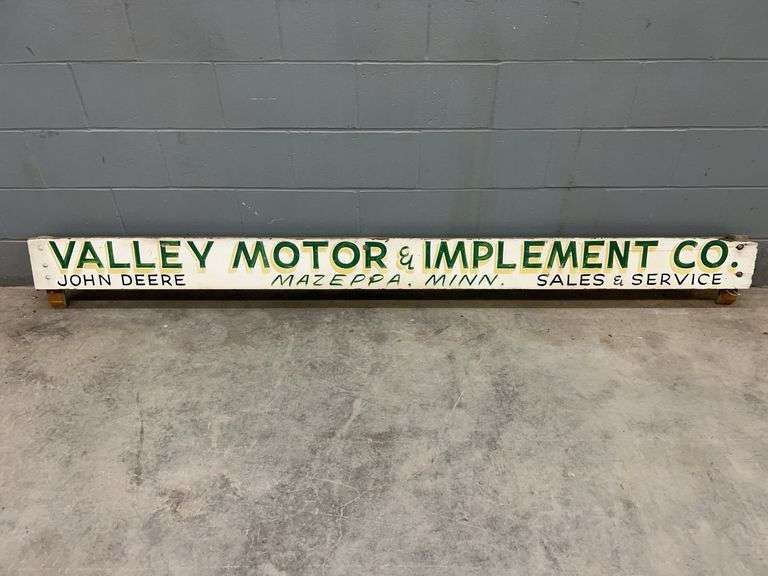 VALLEY MOTOR & IMPLEMENT CO.
JOHN DEERE MAZEPPA, MINN. SALES & SERVICE